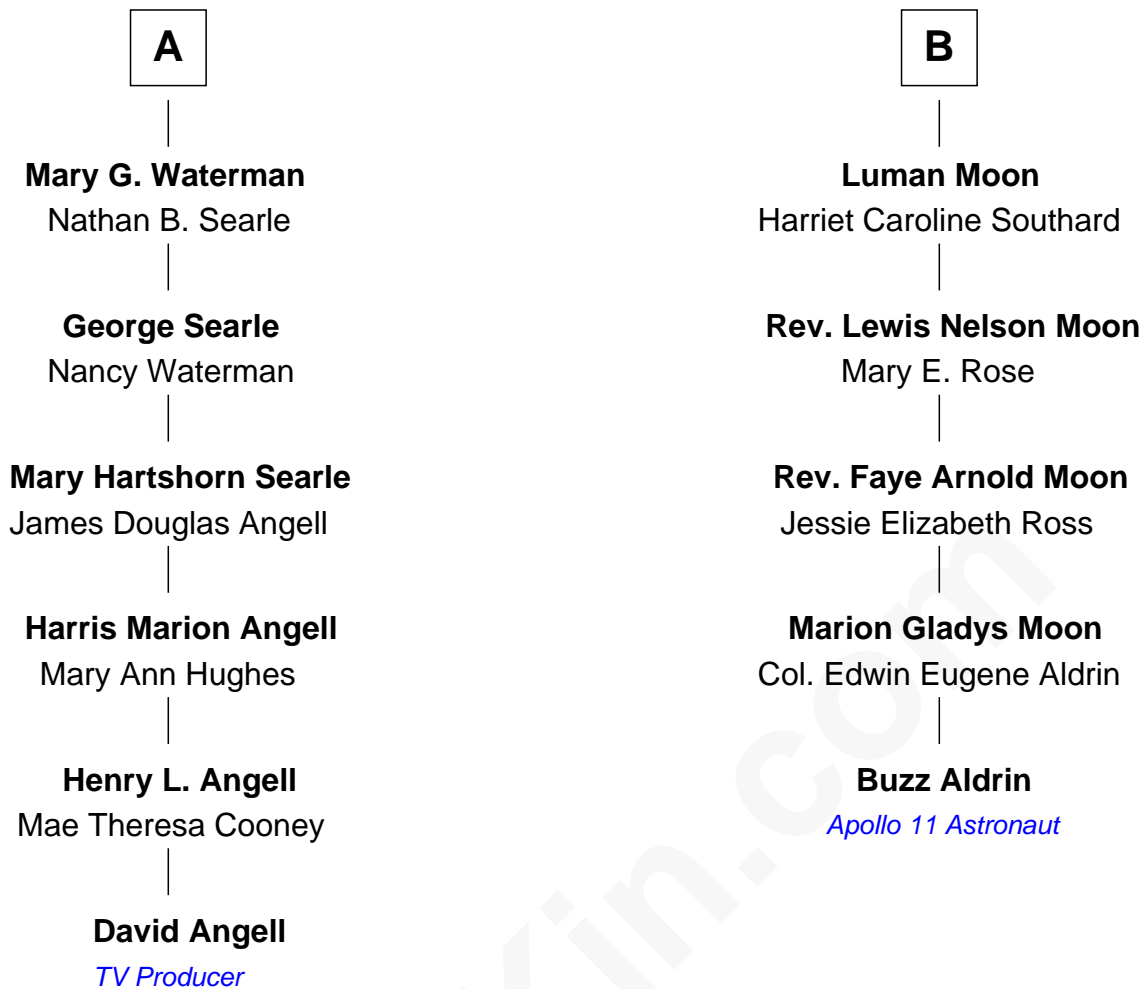 A
Mary G. Waterman
Nathan B. Searle
George Searle
Nancy Waterman
Mary Hartshorn Searle
James Douglas Angell
Harris Marion Angell
Mary Ann Hughes
Henry L. Angell
Mae Theresa Cooney
David Angell
TV Producer
B
Luman Moon
Harriet Caroline Southard
Rev. Lewis Nelson Moon
Mary E. Rose
Rev. Faye Arnold Moon
Jessie Elizabeth Ross
Marion Gladys Moon
Col. Edwin Eugene Aldrin
Buzz Aldrin
Apollo 11 Astronaut